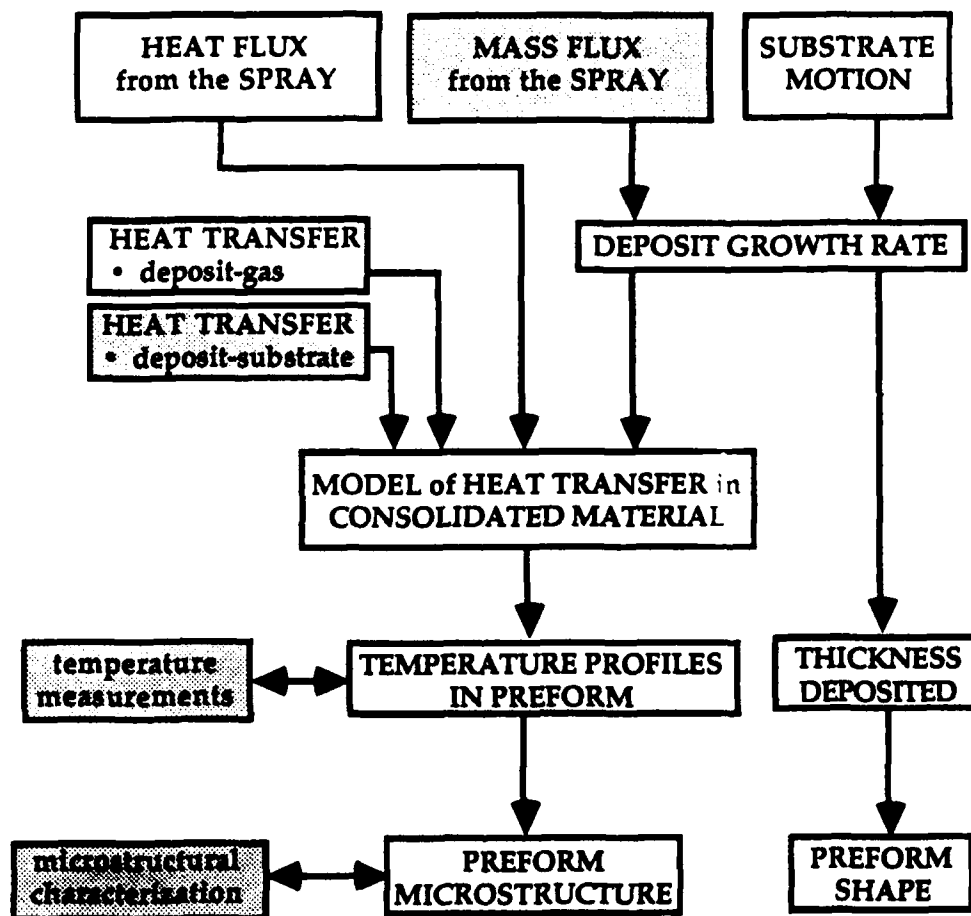 HEAT FLUX
from the SPRAY
MASS FLUX
from the SPRAY
SUBSTRATE
MOTION
HEAT TRANSFER
• deposit-gas
DEPOSIT GROWTH RATE
HEAT TRANSFER
• deposit-substrate
MODEL of HEAT TRANSFER in
CONSOLIDATED MATERIAL
temperature
measurements
TEMPERATURE PROFILES
IN PREFORM
THICKNESS
DEPOSITED
microstructural
characterization
PREFORM
MICROSTRUCTURE
PREFORM
SHAPE